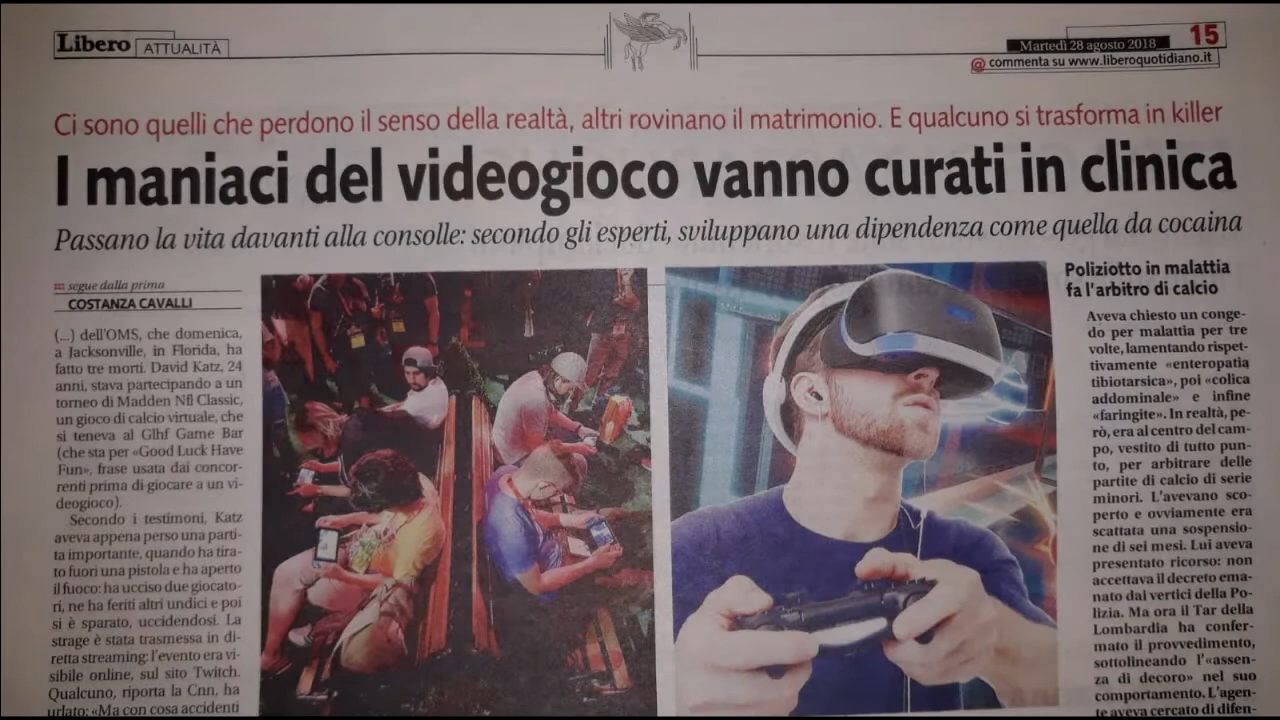 Libero ATTUALITÀ
Martedì 28 agosto 2018 15
@ commenta su www.liberoquotidiano.it
Ci sono quelli che perdono il senso della realtà, altri rovinano il matrimonio. E qualcuno si trasforma in killer
I maniaci del videogioco vanno curati in clinica
Passano la vita davanti alla consolle: secondo gli esperti, sviluppano una dipendenza come quella da cocaina
segue dalla prima
COSTANZA CAVALLI
(...) dell'OMS, che domenica,
a Jacksonville, in Florida, ha
fatto tre morti. David Katz, 24
anni, stava partecipando a un
torneo di Madden Nfl Classic,
un gioco di calcio virtuale, che
si teneva al Glhf Game Bar
(che sta per «Good Luck Have
Fun», frase usata dai concor-
renti prima di giocare a un vi-
deogioco).
Secondo i testimoni, Katz
aveva appena perso una parti-
ta importante, quando ha tira-
to fuori una pistola e ha aperto
il fuoco: ha ucciso due giocato-
ri, ne ha feriti altri undici e poi
si è sparato, uccidendosi. La
strage è stata trasmessa in di-
retta streaming: l'evento era vi-
sibile online, sul sito Twitch.
Qualcuno, riporta la Cnn, ha
urlato: «Ma con cosa accidenti
Poliziotto in malattia
fa l'arbitro di calcio
Aveva chiesto un conge-
do per malattia per tre
volte, lamentando rispet-
tivamente «enteropatia
tibiotarsica», poi «colica
addominale» e infine
«faringite». In realtà, pe-
rò, era al centro del cam-
po, vestito di tutto pun-
to, per arbitrare delle
partite di calcio di serie
minori. L'avevano sco-
perto e ovviamente era
scattata una sospensio-
ne di sei mesi. Lui aveva
presentato ricorso: non
accettava il decreto ema-
nato dai vertici della Po-
lizia. Ma ora il Tar della
Lombardia ha confer-
mato il provvedimento,
sottolineando l'«assen-
za di decoro» nel suo
comportamento. L'agen-
te aveva cercato di difen-